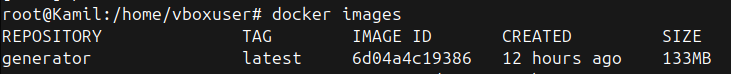 root@Kamil:/home/vboxuser# docker images
REPOSITORY TAG IMAGE ID CREATED SIZE
generator latest 6d04a4c19386 12 hours ago 133MB